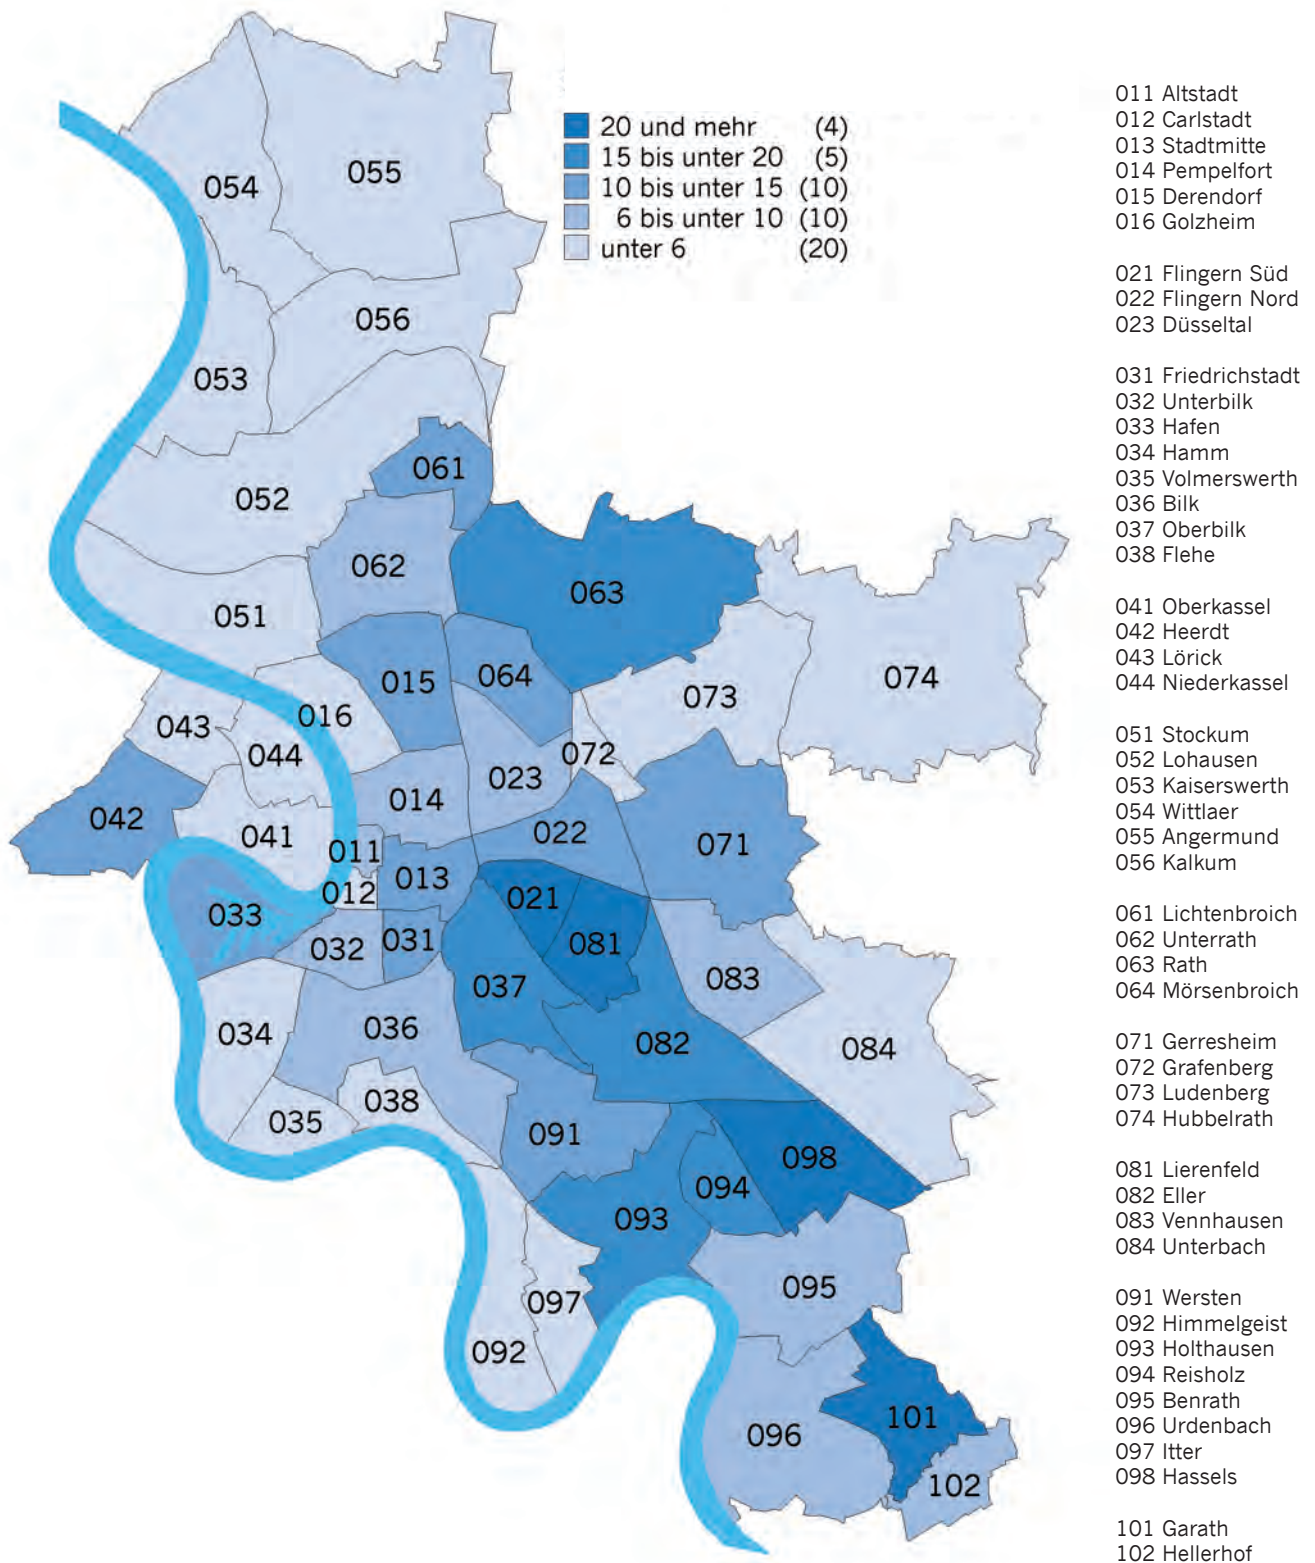 20 und mehr (4)
15 bis unter 20 (5)
10 bis unter 15 (10)
6 bis unter 10 (10)
unter 6 (20)
055
054
056
053
061
052
062
063
051
064
015
074
073
016
043
072
044
023
014
042
022
041
071
011
013
012
021
033
031
081
032
083
037
036
034
082
084
038
035
091
098
094
093
095
097
092
101
096
102
011 Altstadt
012 Carlstadt
013 Stadtmitte
014 Pempelfort
015 Derendorf
016 Golzheim
021 Flingern Süd
022 Flingern Nord
023 Düsseltal
031 Friedrichstadt
032 Unterbilk
033 Hafen
034 Hamm
035 Volmerswerth
036 Bilk
037 Oberbilk
038 Flehe
041 Oberkassel
042 Heerdt
043 Lörick
044 Niederkassel
051 Stockum
052 Lohausen
053 Kaiserswerth
054 Wittlaer
055 Angermund
056 Kalkum
061 Lichtenbroich
062 Unterrath
063 Rath
064 Mörsenbroich
071 Gerresheim
072 Grafenberg
073 Ludenberg
074 Hubbelrath
081 Lierenfeld
082 Eller
083 Vennhausen
084 Unterbach
091 Wersten
092 Himmelgeist
093 Holthausen
094 Reisholz
095 Benrath
096 Urdenbach
097 Itter
098 Hassels
101 Garath
102 Hellerhof